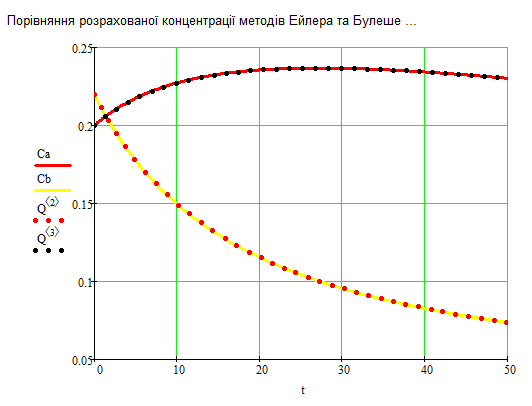 Порівняння розрахованої концентрації методів Ейлера та Булеше ...
0.25
0.2
0.15
0.1
0.05
Ca
Cb
Q⟨2⟩
Q⟨3⟩
0 10 20 30 40 50
t